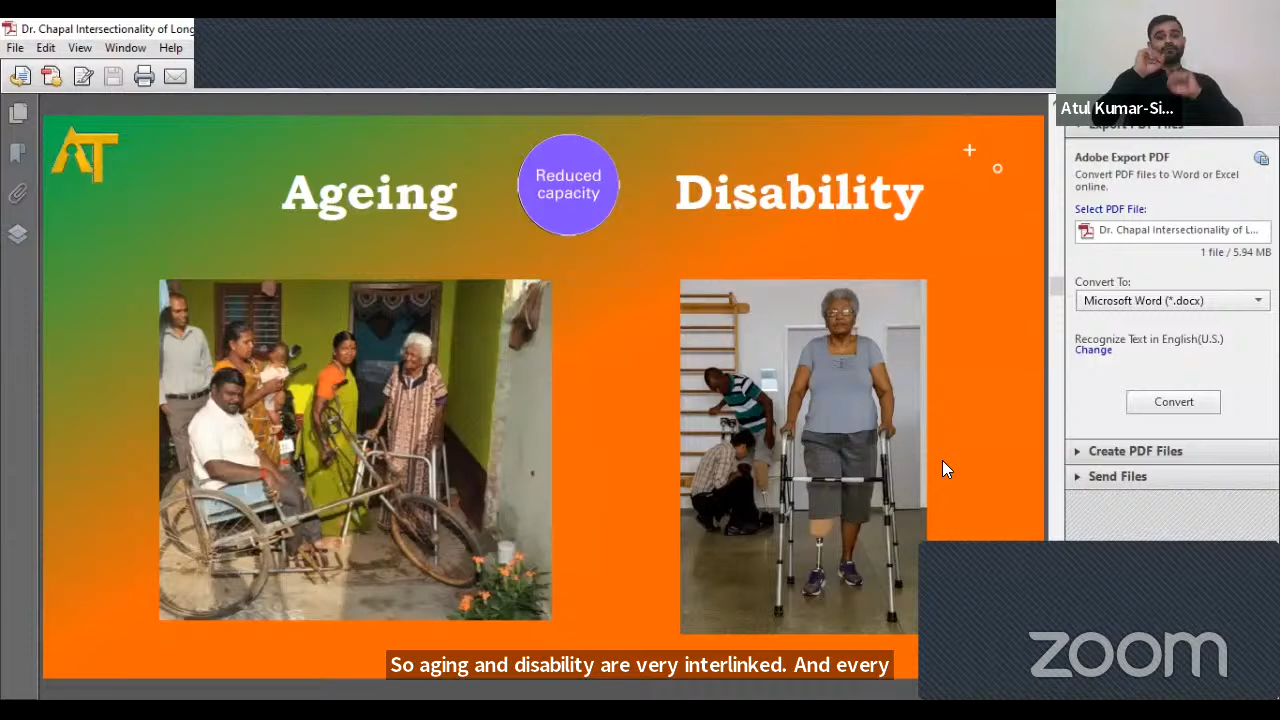 Dr. Chapal Intersectionality of Long
File Edit View Window Help
Atul Kumar-Si...
AT
Ageing
Reduced
capacity
Disability
Adobe Export PDF
Convert PDF files to Word or Excel
online.
Select PDF File:
Dr. Chapal Intersectionality of L...
1 file / 5.94 MB
Convert To:
Microsoft Word (*.docx)
Recognize Text in English(U.S.)
Change
Convert
Create PDF Files
Send Files
So aging and disability are very interlinked. And every
zoom